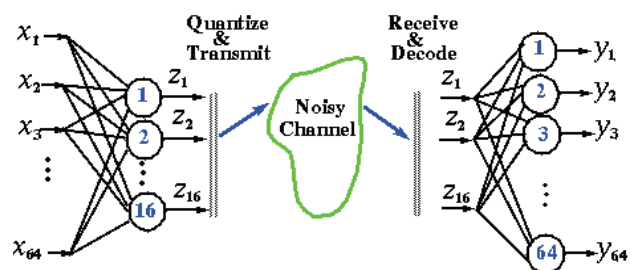 Quantize
&
Transmit
Receive
&
Decode
x1
x2
x3
x64
1
2
16
z1
z2
z16
Noisy
Channel
z1
z2
z16
1
2
3
64
y1
y2
y3
y64